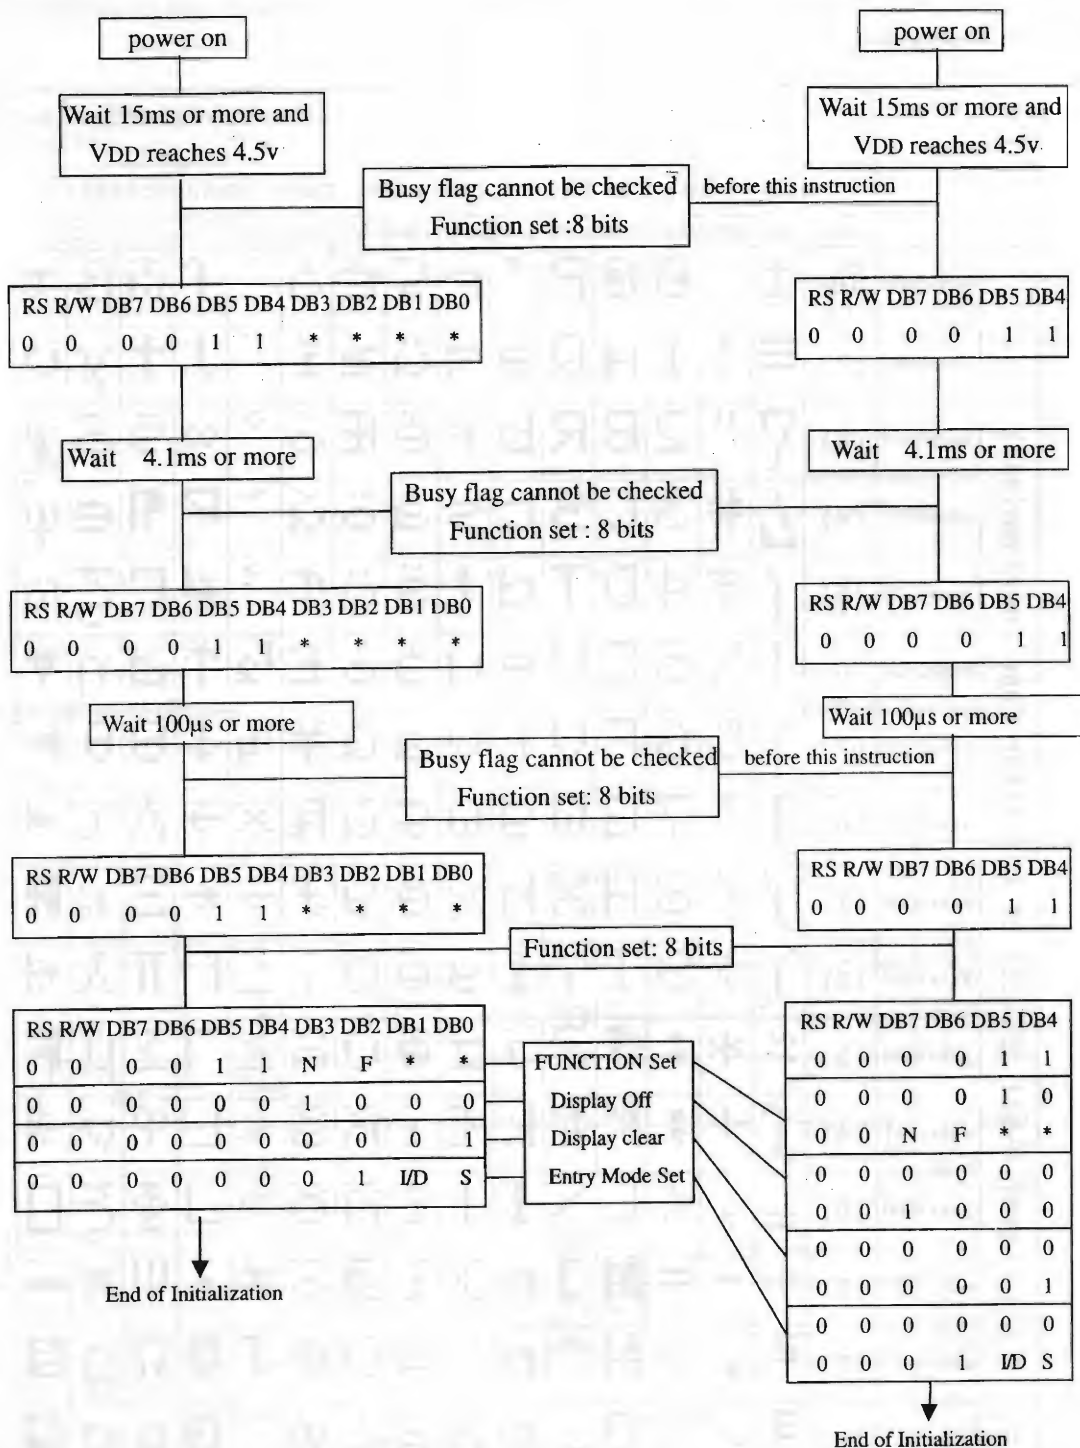 power on
power on
Wait 15ms or more and
VDD reaches 4.5v
Wait 15ms or more and
VDD reaches 4.5v
Busy flag cannot be checked
Function set :8 bits
before this instruction
RS R/W DB7 DB6 DB5 DB4 DB3 DB2 DB1 DB0
0 0 0 0 1 1 * * * *
RS R/W DB7 DB6 DB5 DB4
0 0 0 0 1 1
Wait 4.1ms or more
Wait 4.1ms or more
Busy flag cannot be checked
Function set : 8 bits
RS R/W DB7 DB6 DB5 DB4 DB3 DB2 DB1 DB0
0 0 0 0 1 1 * * * *
RS R/W DB7 DB6 DB5 DB4
0 0 0 0 1 1
Wait 100µs or more
Wait 100µs or more
Busy flag cannot be checked
Function set: 8 bits
before this instruction
RS R/W DB7 DB6 DB5 DB4 DB3 DB2 DB1 DB0
0 0 0 0 1 1 * * * *
RS R/W DB7 DB6 DB5 DB4
0 0 0 0 1 1
Function set: 8 bits
RS R/W DB7 DB6 DB5 DB4 DB3 DB2 DB1 DB0
0 0 0 0 1 1 N F * *
0 0 0 0 0 0 1 0 0 0
0 0 0 0 0 0 0 0 0 1
0 0 0 0 0 0 0 1 I/D S
FUNCTION Set
Display Off
Display clear
Entry Mode Set
RS R/W DB7 DB6 DB5 DB4
0 0 0 0 1 1
0 0 0 0 1 0
0 0 N F * *
0 0 0 0 0 0
0 0 1 0 0 0
0 0 0 0 0 0
0 0 0 0 0 1
0 0 0 0 0 0
0 0 0 1 I/D S
End of Initialization
End of Initialization